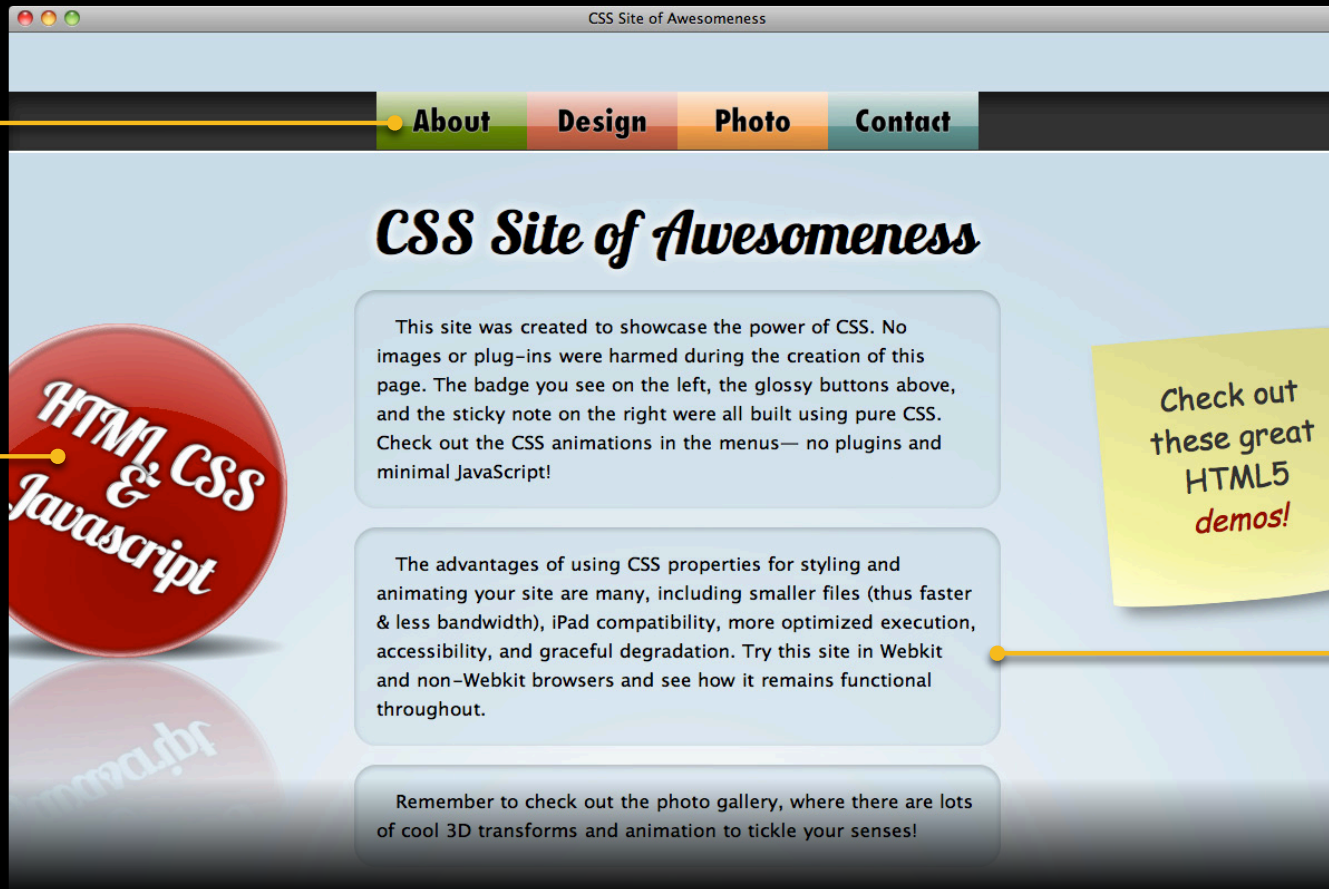 CSS Site of Awesomeness
About Design Photo Contact
CSS Site of Awesomeness
This site was created to showcase the power of CSS. No
images or plug-ins were harmed during the creation of this
page. The badge you see on the left, the glossy buttons above,
and the sticky note on the right were all built using pure CSS.
Check out the CSS animations in the menus— no plugins and
minimal JavaScript!
HTML, CSS
&
Javascript
Check out
these great
HTML5
demos!
The advantages of using CSS properties for styling and
animating your site are many, including smaller files (thus faster
& less bandwidth), iPad compatibility, more optimized execution,
accessibility, and graceful degradation. Try this site in Webkit
and non-Webkit browsers and see how it remains functional
throughout.
Javascript
Remember to check out the photo gallery, where there are lots
of cool 3D transforms and animation to tickle your senses!